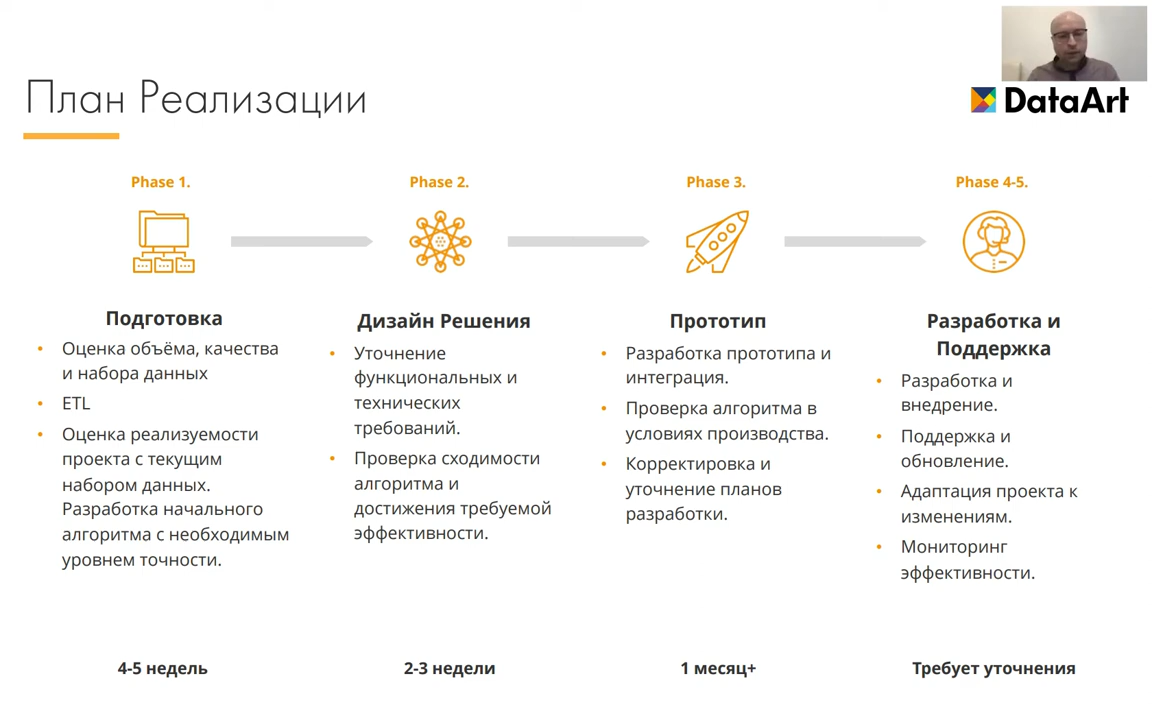 План Реализации
DataArt
Phase 1.
Phase 2.
Phase 3.
Phase 4-5.
Подготовка
• Оценка объёма, качества
и набора данных
• ETL
• Оценка реализуемости
проекта с текущим
набором данных.
Разработка начального
алгоритма с необходимым
уровнем точности.
4-5 недель
Дизайн Решения
• Уточнение
функциональных и
технических
требований.
• Проверка сходимости
алгоритма и
достижения требуемой
эффективности.
2-3 недели
Прототип
• Разработка прототипа и
интеграция.
• Проверка алгоритма в
условиях производства.
• Корректировка и
уточнение планов
разработки.
1 месяц+
Разработка и
Поддержка
• Разработка и
внедрение.
• Поддержка и
обновление.
• Адаптация проекта к
изменениям.
• Мониторинг
эффективности.
Требует уточнения